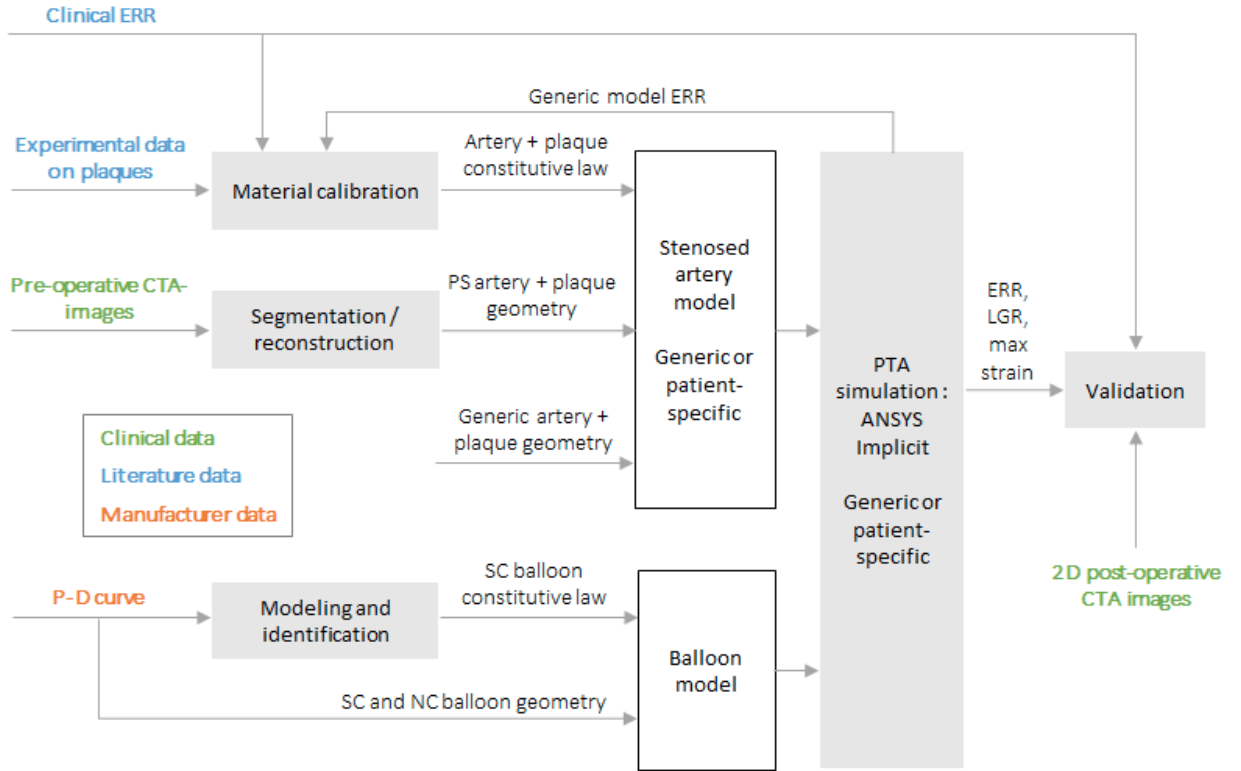 Clinical ERR
Generic model ERR
Experimental data
on plaques
Material calibration
Artery + plaque
constitutive law
Pre-operative CTA-
images
Segmentation /
reconstruction
PS artery + plaque
geometry
Generic artery +
plaque geometry
Stenosed
artery
model
Generic or
patient-
specific
Clinical data
Literature data
Manufacturer data
P-D curve
Modeling and
identification
SC balloon
constitutive law
SC and NC balloon geometry
Balloon
model
PTA
simulation :
ANSYS
Implicit
Generic or
patient-
specific
ERR,
LGR,
max
strain
Validation
2D post-operative
CTA images